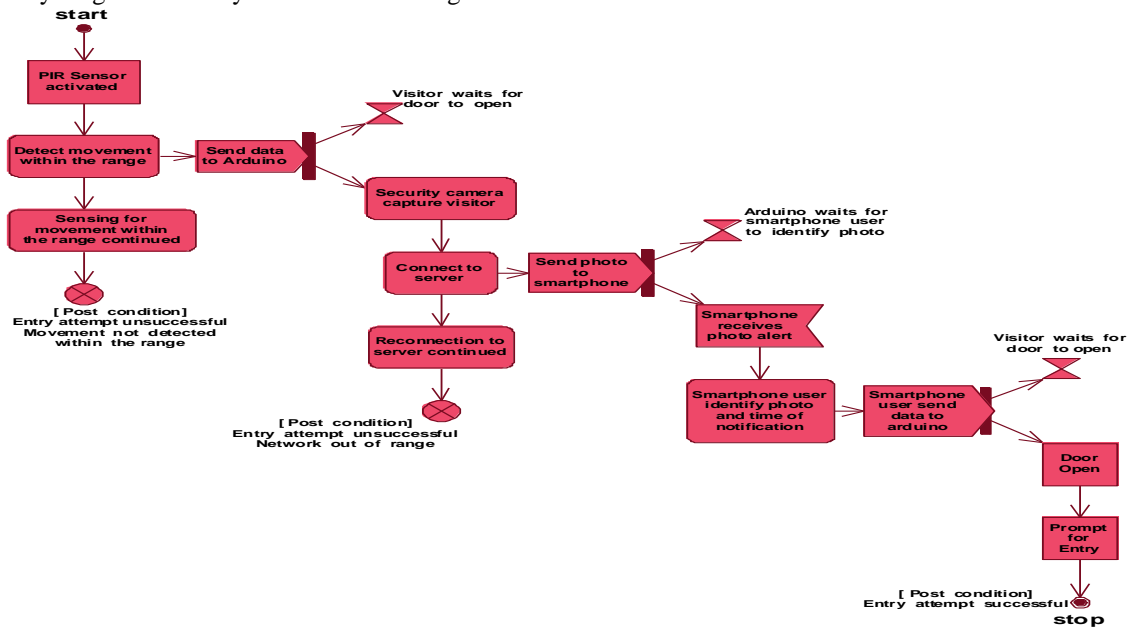 start
PIR Sensor
activated
Detect movement
within the range
Sensing for
movement within
the range continued
[ Post condition]
Entry attempt unsuccessful
Movement not detected
within the range
Send data
to Arduino
Visitor waits for
door to open
Security camera
capture visitor
Connect to
server
Reconnection to
server continued
[ Post condition]
Entry attempt unsuccessful
Network out of range
Send photo
to
smartphone
Arduino waits for
smartphone user
to identify photo
Smartphone
receives
photo alert
Smartphone user
identify photo
and time of
notification
Smartphone
user send
data to
arduino
Visitor waits for
door to open
Door
Open
Prompt
for
Entry
[ Post condition]
Entry attempt successful
stop